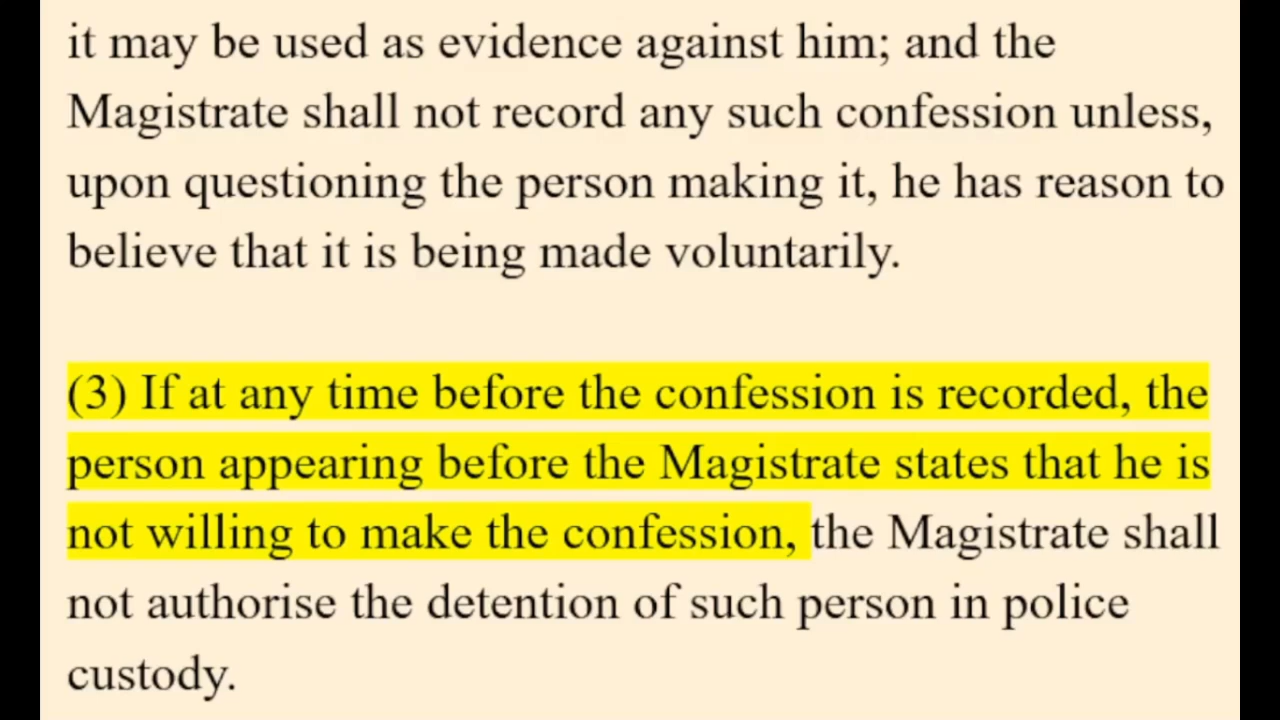 it may be used as evidence against him; and the
Magistrate shall not record any such confession unless,
upon questioning the person making it, he has reason to
believe that it is being made voluntarily.
(3) If at any time before the confession is recorded, the
person appearing before the Magistrate states that he is
not willing to make the confession, the Magistrate shall
not authorise the detention of such person in police
custody.